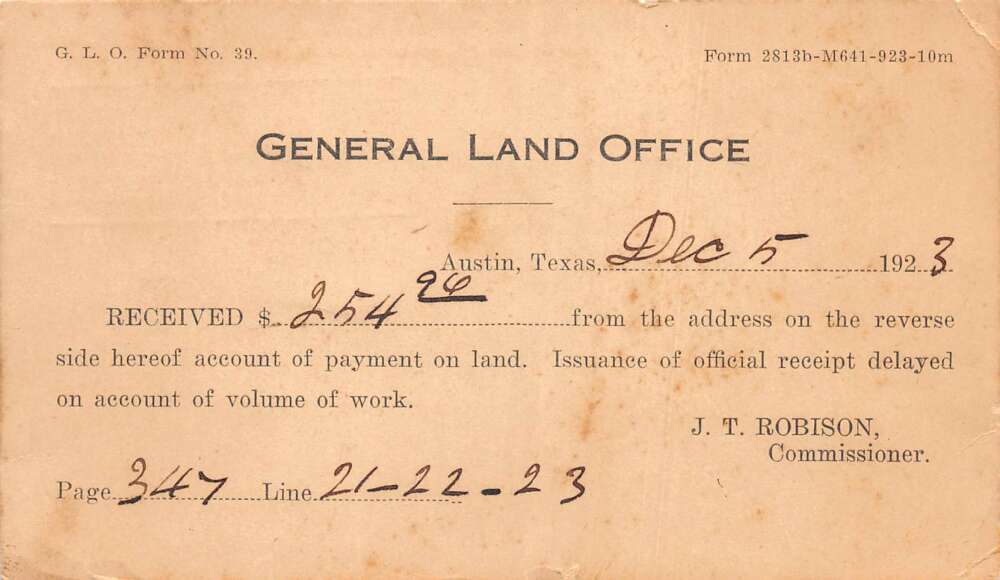 G. L. O. Form No. 39.
Form 2813b-M641-923-10m
GENERAL LAND OFFICE
Austin, Texas, Dec 5 1923
RECEIVED $ 254 96 from the address on the reverse
side hereof account of payment on land. Issuance of official receipt delayed
on account of volume of work.
J. T. ROBISON,
Commissioner.
Page 347 Line 21-22-23